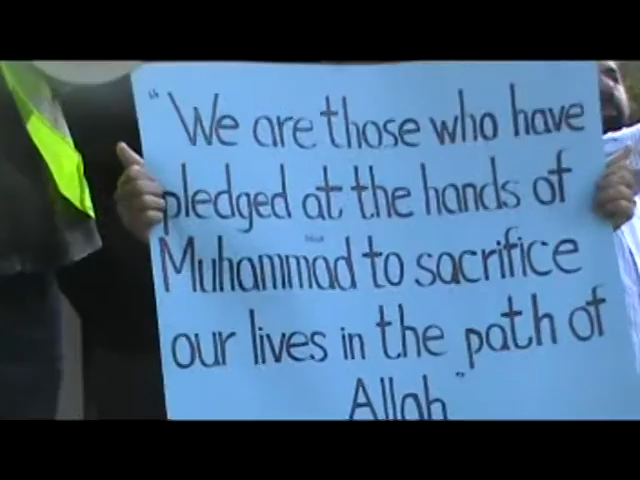 "We are those who have
pledged at the hands of
Muhammad to sacrifice
our lives in the path of
Allah"